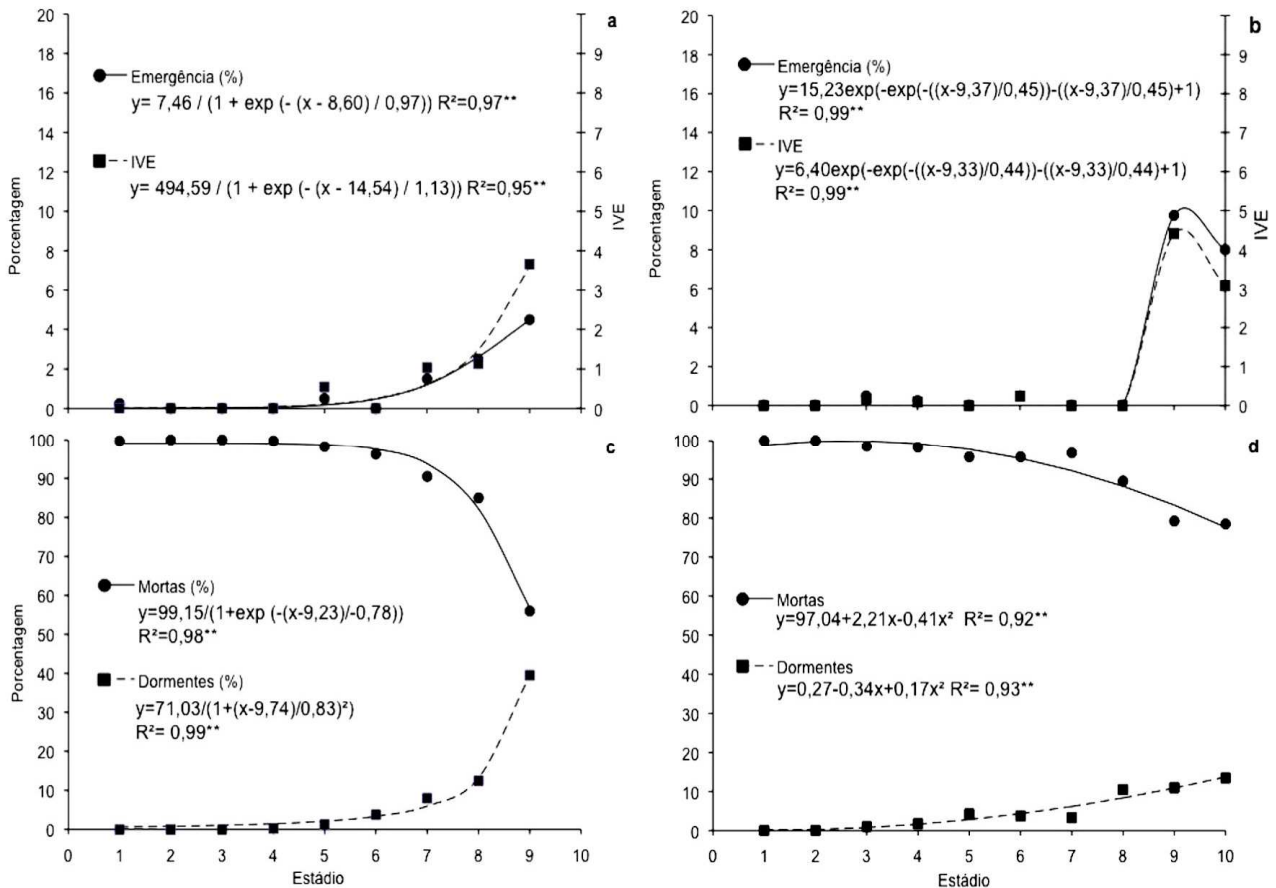 a
20
18
16
14
12
10
8
6
4
2
0
Porcentagem
9
8
7
6
5
4
3
2
1
0
IVE
Emergência (%)
y= 7,46 / (1 + exp (- (x - 8,60) / 0,97)) R²=0,97**
IVE
y= 494,59 / (1 + exp (- (x - 14,54) / 1,13)) R²=0,95**
b
20
18
16
14
12
10
8
6
4
2
0
Porcentagem
9
8
7
6
5
4
3
2
1
0
IVE
Emergência (%)
y=15,23exp(-exp(-((x-9,37)/0,45))-((x-9,37)/0,45)+1)
R²= 0,99**
IVE
y=6,40exp(-exp(-((x-9,33)/0,44))-((x-9,33)/0,44)+1)
R²= 0,99**
c
100
90
80
70
60
50
40
30
20
10
0
Porcentagem
Mortas (%)
y=99,15/(1+exp (-(x-9,23)/-0,78))
R²=0,98**
Dormentes (%)
y=71,03/(1+(x-9,74)/0,83)²)
R²= 0,99**
0 1 2 3 4 5 6 7 8 9 10
Estádio
d
100
90
80
70
60
50
40
30
20
10
0
Mortas
y=97,04+2,21x-0,41x² R²= 0,92**
Dormentes
y=0,27-0,34x+0,17x² R²= 0,93**
0 1 2 3 4 5 6 7 8 9 10
Estádio